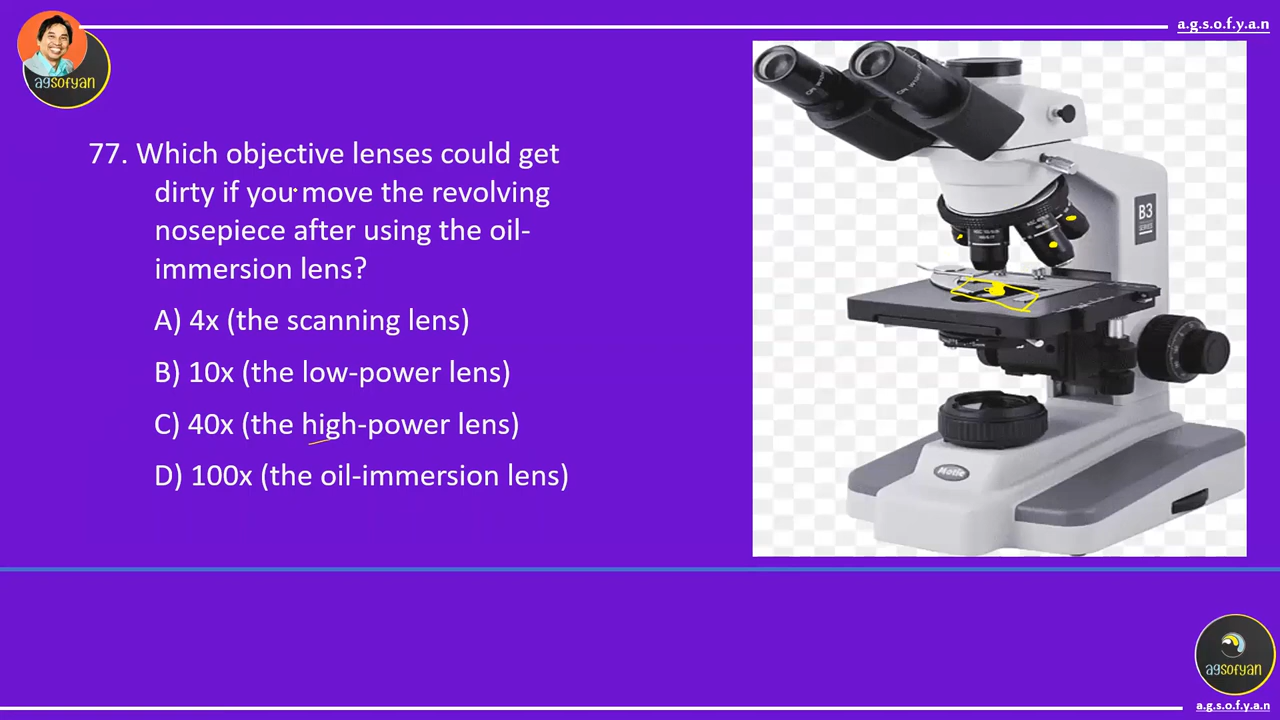 a.g.s.o.f.y.a.n
agsofyan
77. Which objective lenses could get
dirty if you move the revolving
nosepiece after using the oil-
immersion lens?
A) 4x (the scanning lens)
B) 10x (the low-power lens)
C) 40x (the high-power lens)
D) 100x (the oil-immersion lens)
B3
SERIES
Motic
agsofyan
a.g.s.o.f.y.a.n